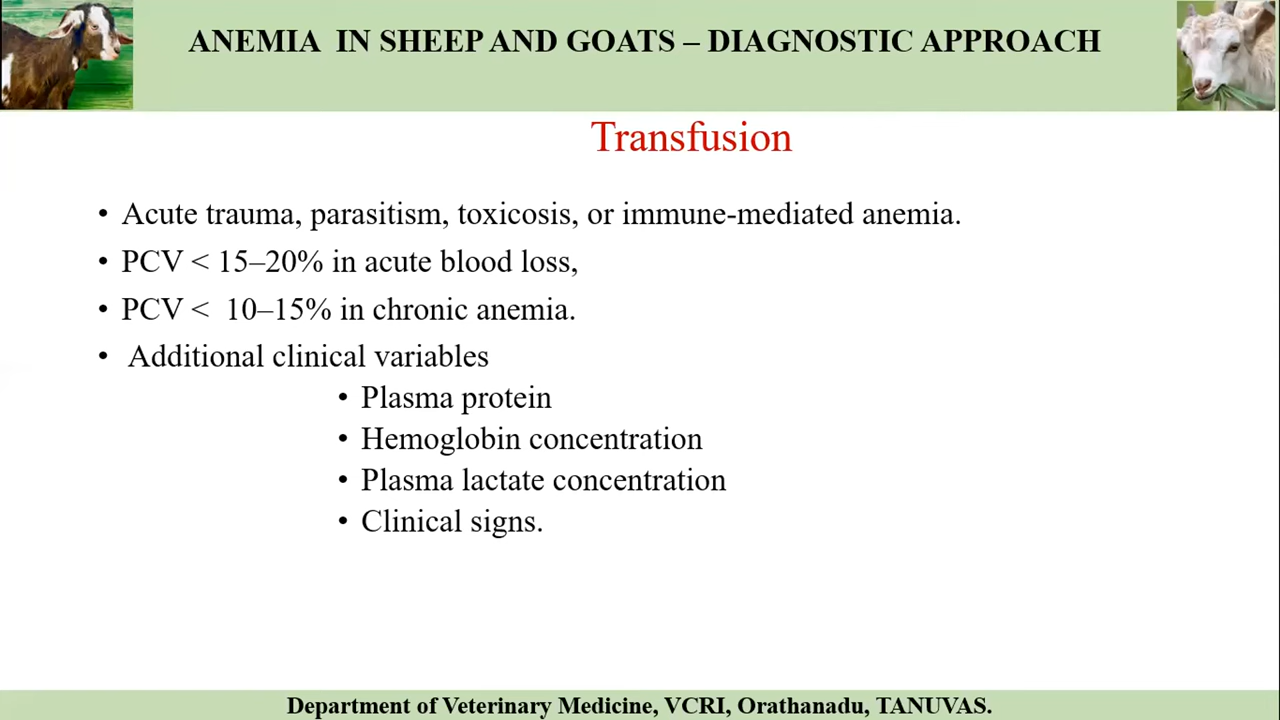 ANEMIA IN SHEEP AND GOATS – DIAGNOSTIC APPROACH
Transfusion
• Acute trauma, parasitism, toxicosis, or immune-mediated anemia.
• PCV < 15–20% in acute blood loss,
• PCV < 10–15% in chronic anemia.
• Additional clinical variables
• Plasma protein
• Hemoglobin concentration
• Plasma lactate concentration
• Clinical signs.
Department of Veterinary Medicine, VCRI, Orathanadu, TANUVAS.